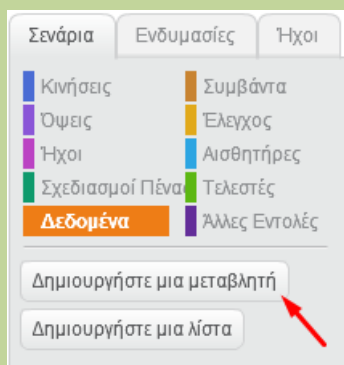 Σενάρια Ενδυμασίες Ήχοι
Κινήσεις Συμβάντα
Όψεις Έλεγχος
Ήχοι Αισθητήρες
Σχεδιασμοί Πένας Τελεστές
Δεδομένα Άλλες Εντολές
Δημιουργήστε μια μεταβλητή
Δημιουργήστε μια λίστα